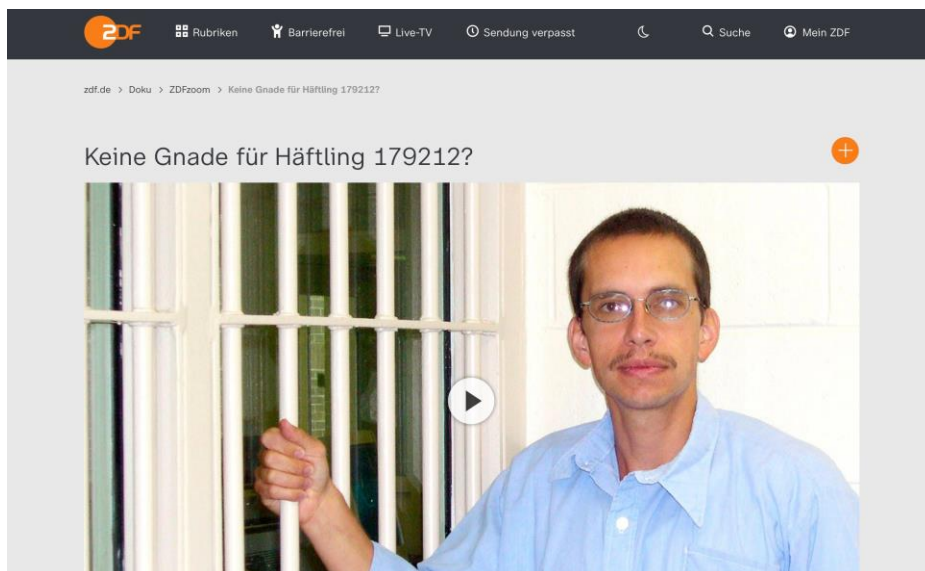 ZDF Rubriken Barrierefrei Live-TV Sendung verpasst Suche Mein ZDF
zdf.de > Doku > ZDFzoom > Keine Gnade für Häftling 179212?
Keine Gnade für Häftling 179212?